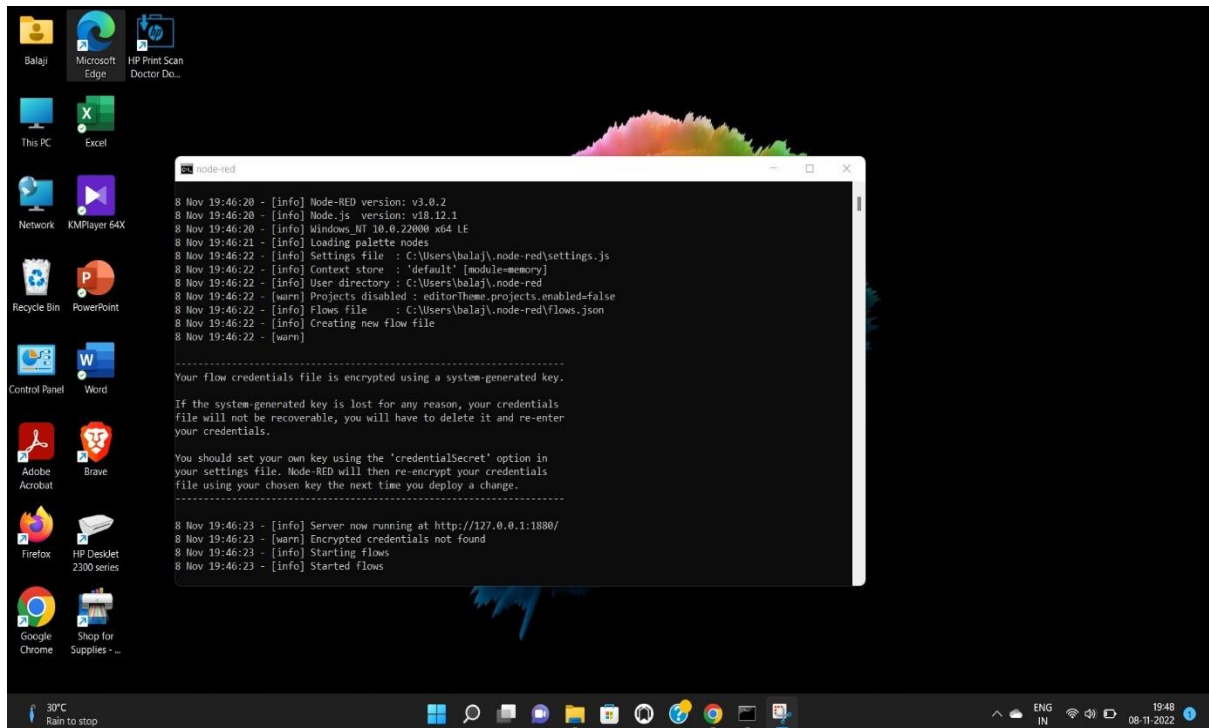 Balaji
Microsoft
Edge
HP Print Scan
Doctor Do...
This PC
Excel
Network
KMPlayer 64X
Recycle Bin
PowerPoint
Control Panel
Word
Adobe
Acrobat
Brave
Firefox
HP DeskJet
2300 series
Google
Chrome
Shop for
Supplies - ...
node-red
8 Nov 19:46:20 - [info] Node-RED version: v3.0.2
8 Nov 19:46:20 - [info] Node.js  version: v18.12.1
8 Nov 19:46:20 - [info] Windows_NT 10.0.22000 x64 LE
8 Nov 19:46:21 - [info] Loading palette nodes
8 Nov 19:46:22 - [info] Settings file  : C:\Users\balaj\.node-red\settings.js
8 Nov 19:46:22 - [info] Context store  : 'default' [module=memory]
8 Nov 19:46:22 - [info] User directory : C:\Users\balaj\.node-red
8 Nov 19:46:22 - [warn] Projects disabled : editorTheme.projects.enabled=false
8 Nov 19:46:22 - [info] Flows file     : C:\Users\balaj\.node-red\flows.json
8 Nov 19:46:22 - [info] Creating new flow file
8 Nov 19:46:22 - [warn]
---------------------------------------------------------------------
Your flow credentials file is encrypted using a system-generated key.
If the system-generated key is lost for any reason, your credentials
file will not be recoverable, you will have to delete it and re-enter
your credentials.
You should set your own key using the 'credentialSecret' option in
your settings file. Node-RED will then re-encrypt your credentials
file using your chosen key the next time you deploy a change.
---------------------------------------------------------------------
8 Nov 19:46:23 - [info] Server now running at http://127.0.0.1:1880/
8 Nov 19:46:23 - [warn] Encrypted credentials not found
8 Nov 19:46:23 - [info] Starting flows
8 Nov 19:46:23 - [info] Started flows
30°C
Rain to stop
ENG
IN
19:48
08-11-2022
1